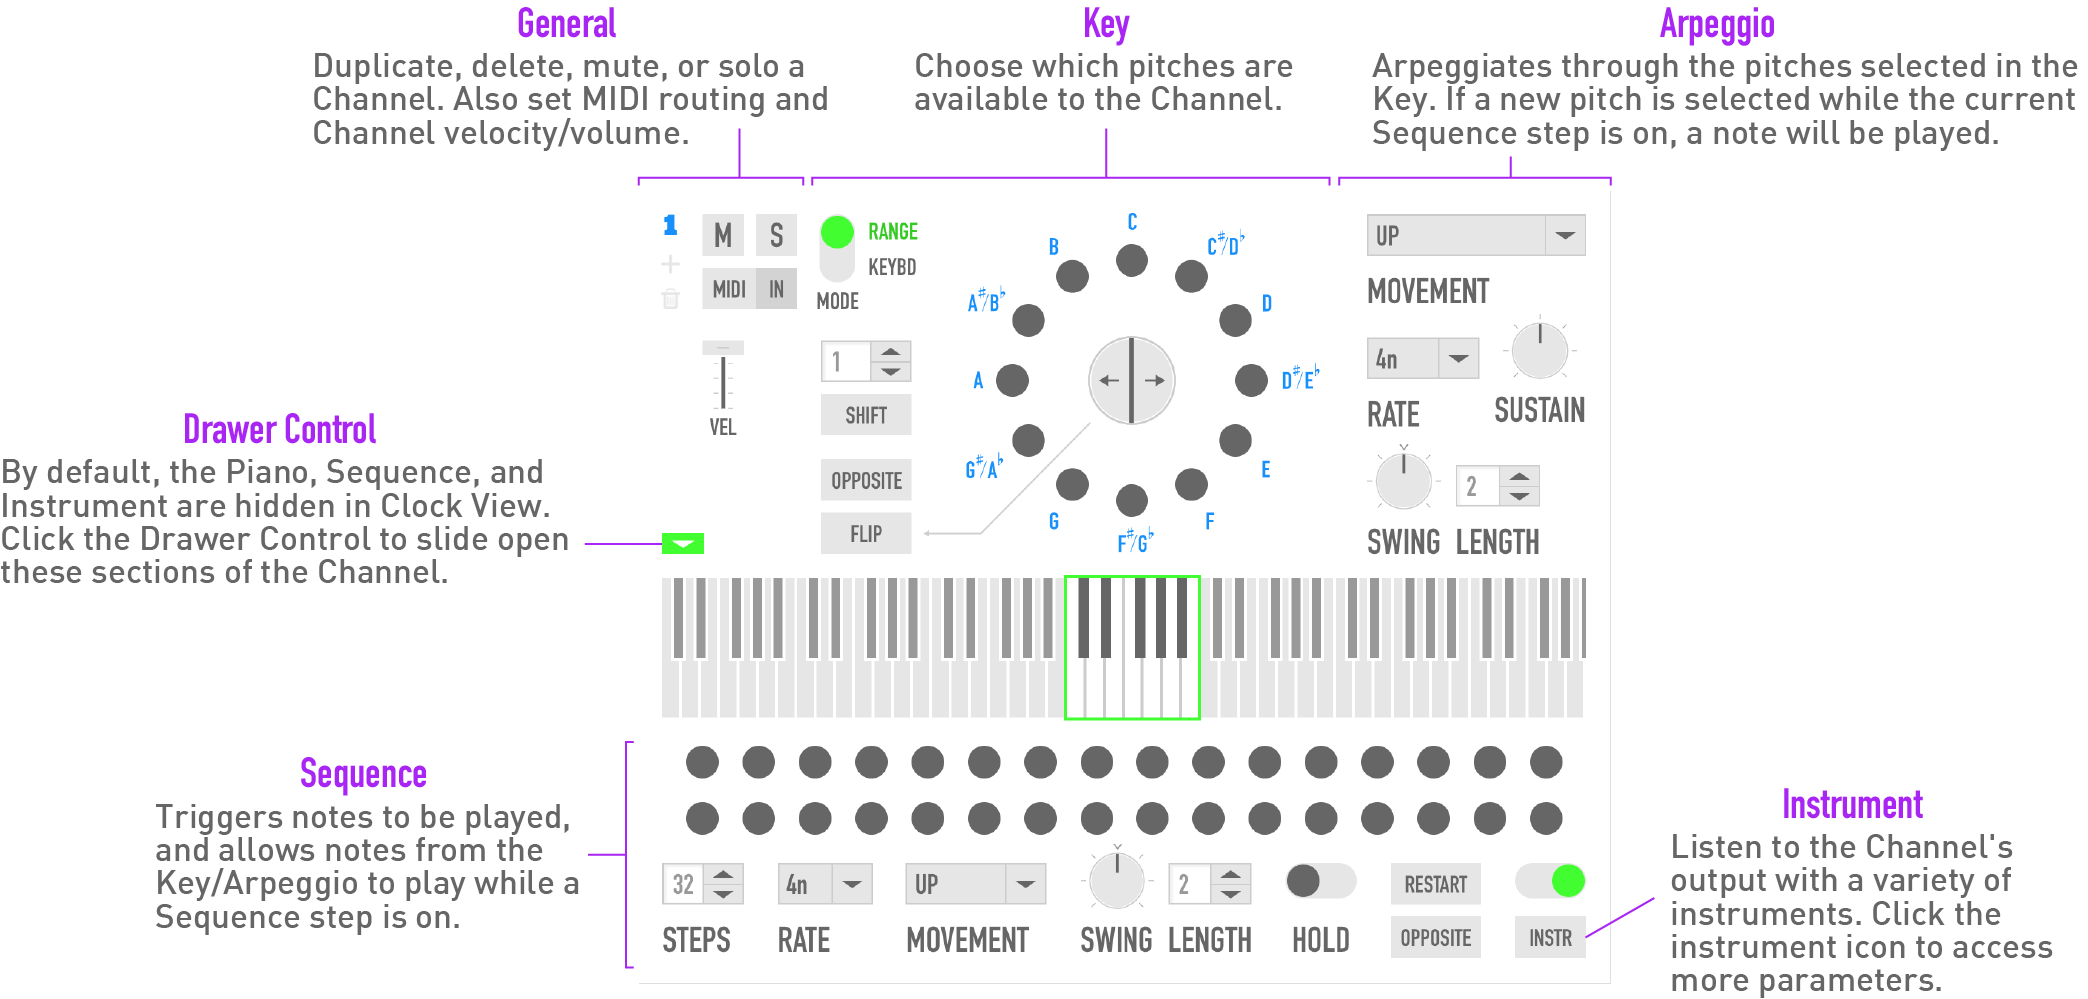 General
Duplicate, delete, mute, or solo a
Channel. Also set MIDI routing and
Channel velocity/volume.
Key
Choose which pitches are
available to the Channel.
Arpeggio
Arpeggiates through the pitches selected in the
Key. If a new pitch is selected while the current
Sequence step is on, a note will be played.
1
M S
MIDI IN
VEL
RANGE
KEYBD
MODE
1
SHIFT
OPPOSITE
FLIP
C
C#/D♭
D
D#/E♭
E
F
F#/G♭
G
G#/A♭
A
A#/B♭
B
UP
MOVEMENT
4n
RATE
SUSTAIN
2
SWING LENGTH
Drawer Control
By default, the Piano, Sequence, and
Instrument are hidden in Clock View.
Click the Drawer Control to slide open
these sections of the Channel.
Sequence
Triggers notes to be played,
and allows notes from the
Key/Arpeggio to play while a
Sequence step is on.
32 4n UP 2 RESTART
STEPS RATE MOVEMENT SWING LENGTH HOLD OPPOSITE INSTR
Instrument
Listen to the Channel's
output with a variety of
instruments. Click the
instrument icon to access
more parameters.